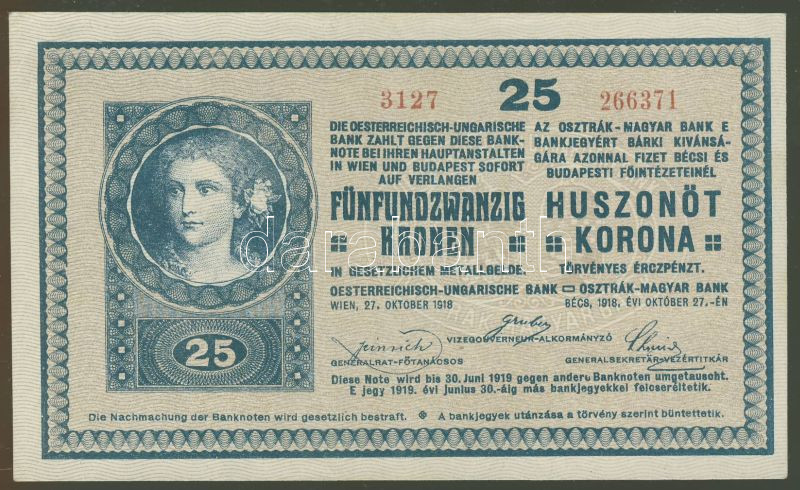 3127 25 266371
DIE OESTERREICHISCH-UNGARISCHE
BANK ZAHLT GEGEN DIESE BANK-
NOTE BEI IHREN HAUPTANSTALTEN
IN WIEN UND BUDAPEST SOFORT
AUF VERLANGEN
FÜNFUNDZWANZIG
KRONEN
IN GESETZLICHEM METALLGELDE.
AZ OSZTRÁK-MAGYAR BANK E
BANKJEGYÉRT BÁRKI KIVÁNSÁ-
GÁRA AZONNAL FIZET BÉCSI ÉS
BUDAPESTI FŐINTÉZETEINÉL
HUSZONÖT
KORONA
TÖRVÉNYES ÉRCZPÉNZT.
OESTERREICHISCH-UNGARISCHE BANK OSZTRÁK-MAGYAR BANK
WIEN, 27. OKTOBER 1918 BÉCS, 1918. ÉVI OKTÓBER 27.-ÉN
Gruber
VIZEGOUVERNEUR-ALKORMÁNYZÓ
GENERALRAT-FŐTANÁCSOS GENERALSEKRETÄR-VEZÉRTITKÁR
25
Diese Note wird bis 30. Juni 1919 gegen andere Banknoten umgetauscht.
E jegy 1919. évi Junius 30.-áig más bankjegyekkel felcseréltetik.
Die Nachmachung der Banknoten wird gesetzlich bestraft. A bankjegyek utánzása a törvény szerint büntettetik.
darabanth